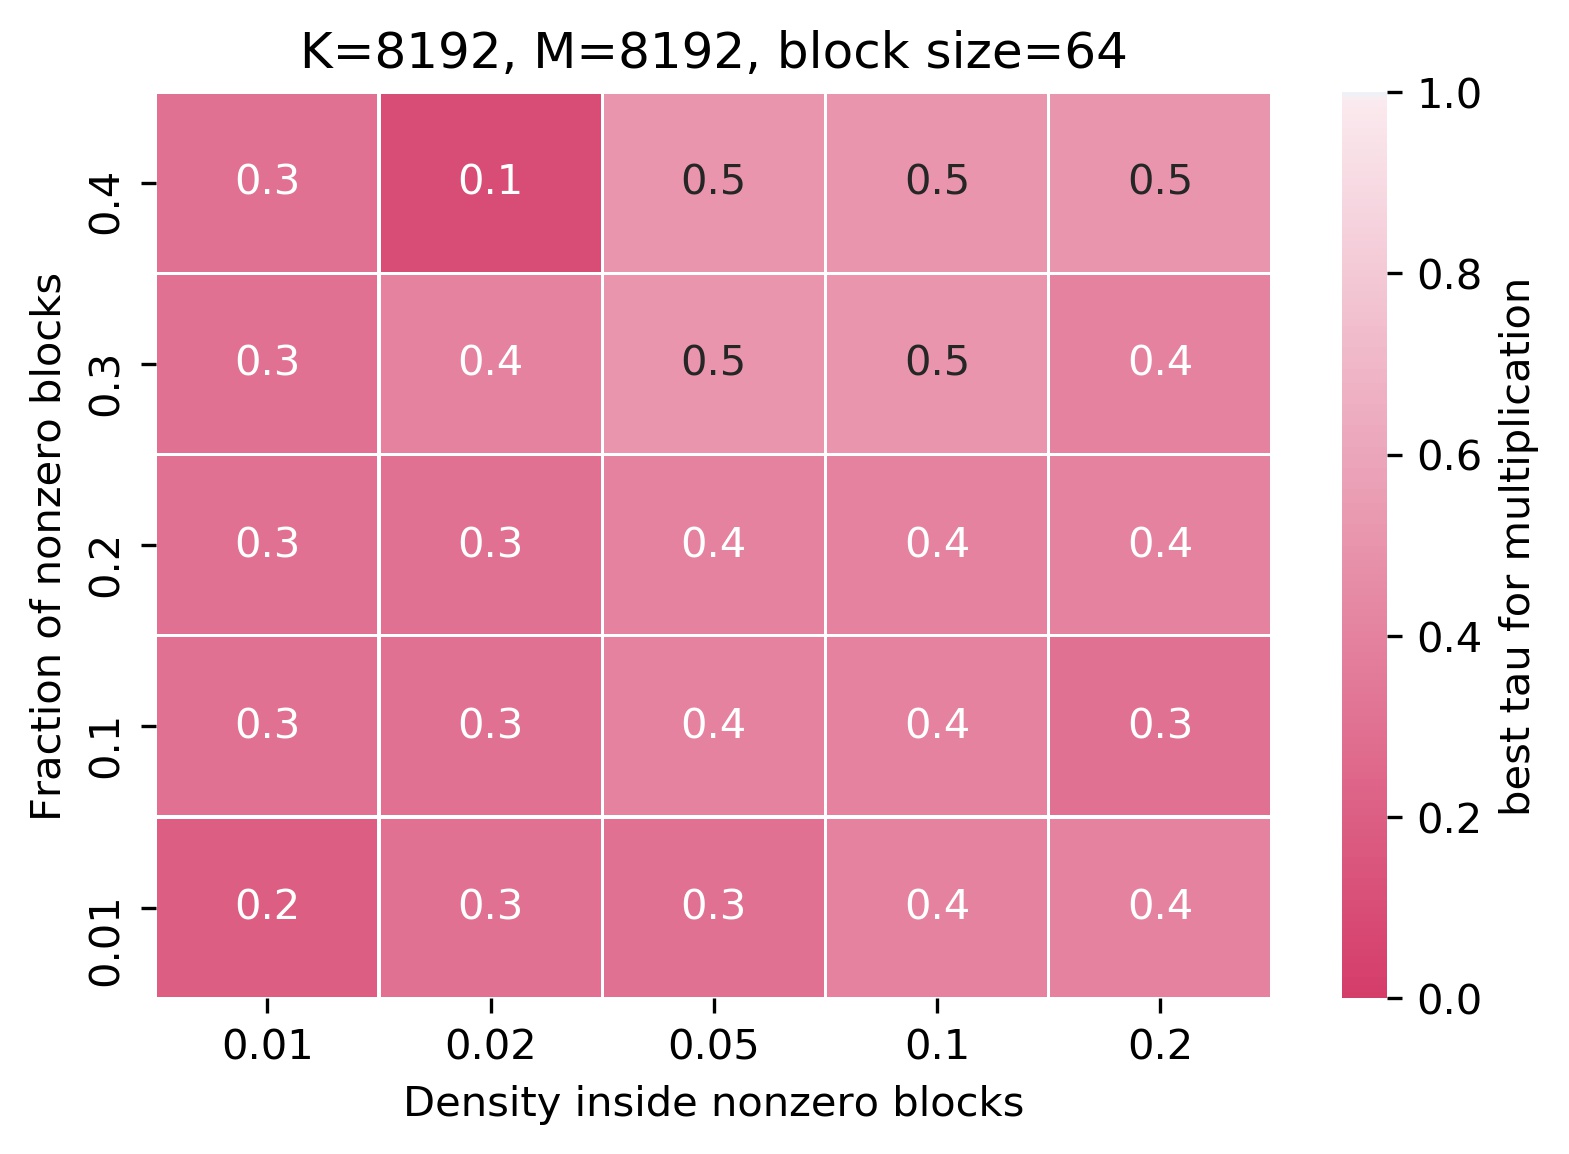 K=8192, M=8192, block size=64
Fraction of nonzero blocks
0.4
0.3
0.2
0.1
0.01
0.3 0.1 0.5 0.5 0.5
0.3 0.4 0.5 0.5 0.4
0.3 0.3 0.4 0.4 0.4
0.3 0.3 0.4 0.4 0.3
0.2 0.3 0.3 0.4 0.4
0.01 0.02 0.05 0.1 0.2
Density inside nonzero blocks
1.0
0.8
0.6
0.4
0.2
0.0
best tau for multiplication